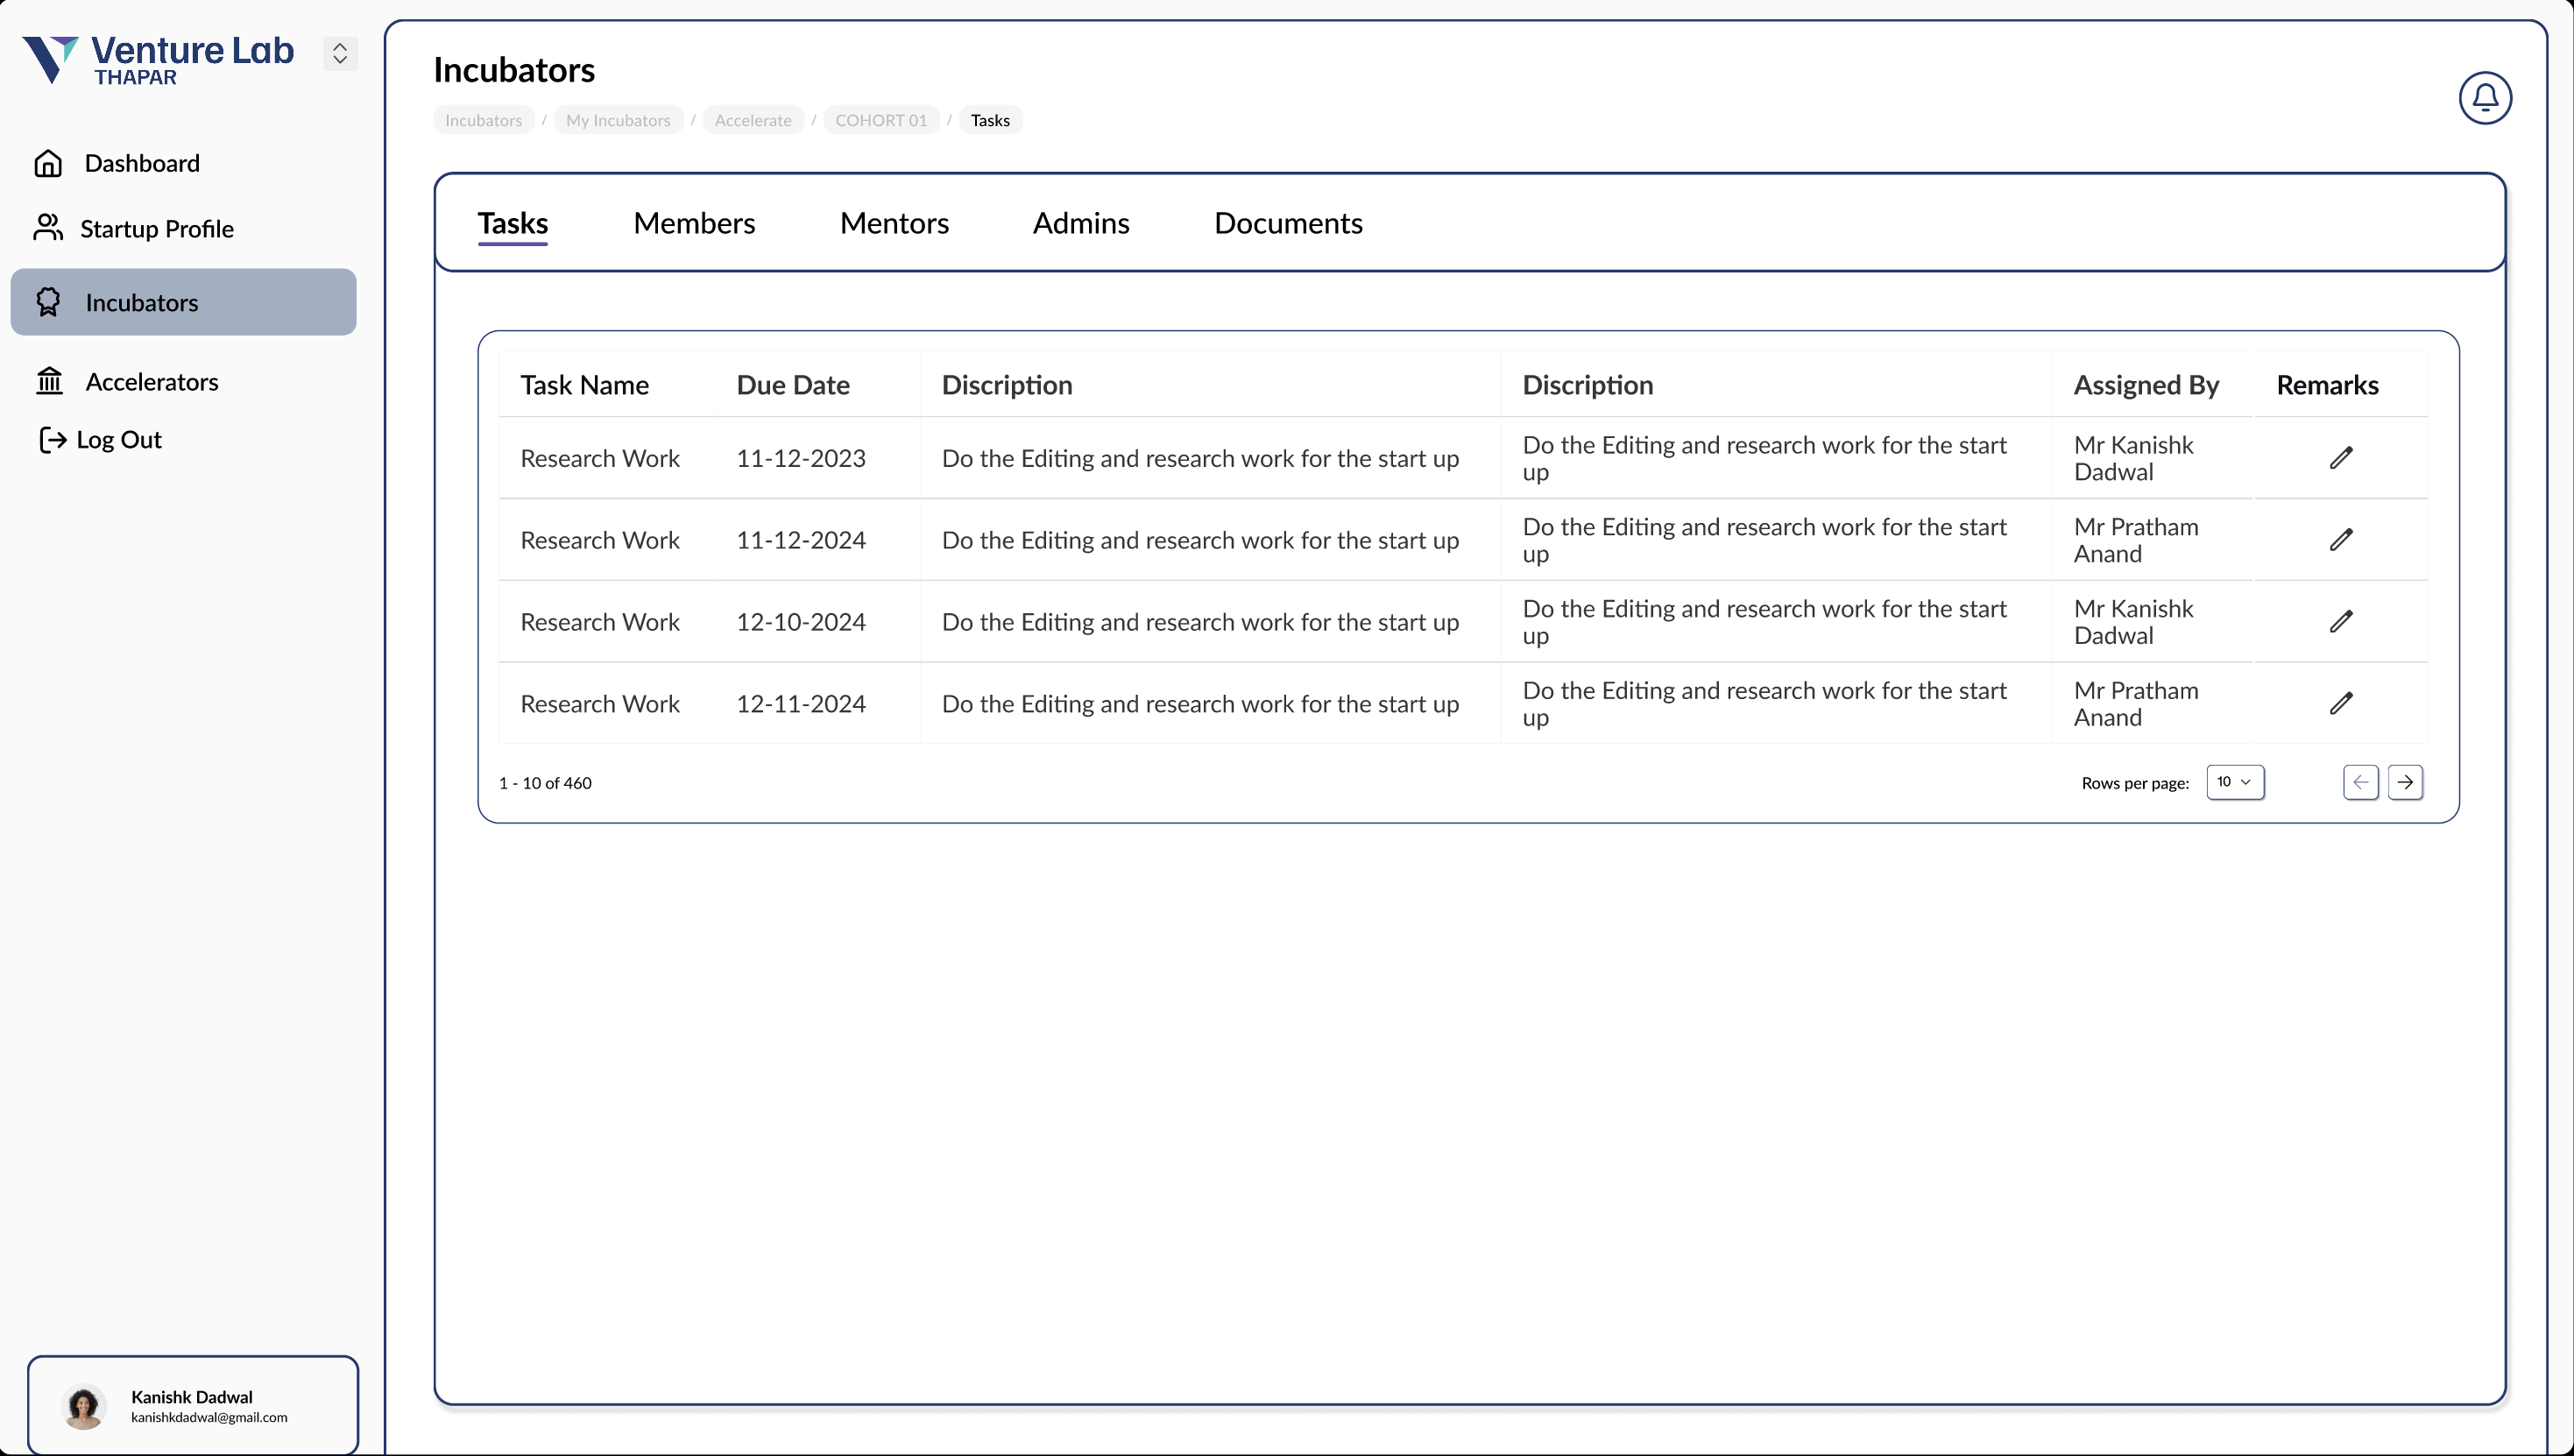 Venture Lab
THAPAR
Dashboard
Startup Profile
Incubators
Accelerators
Log Out
Kanishk Dadwal
kanishkdadwal@gmail.com
Incubators
Incubators / My Incubators / Accelerate / COHORT 01 / Tasks
Tasks Members Mentors Admins Documents
Task Name Due Date Discription Discription Assigned By Remarks
Research Work 11-12-2023 Do the Editing and research work for the start up Do the Editing and research work for the start
up Mr Kanishk
Dadwal
Research Work 11-12-2024 Do the Editing and research work for the start up Do the Editing and research work for the start
up Mr Pratham
Anand
Research Work 12-10-2024 Do the Editing and research work for the start up Do the Editing and research work for the start
up Mr Kanishk
Dadwal
Research Work 12-11-2024 Do the Editing and research work for the start up Do the Editing and research work for the start
up Mr Pratham
Anand
1 - 10 of 460 Rows per page: 10